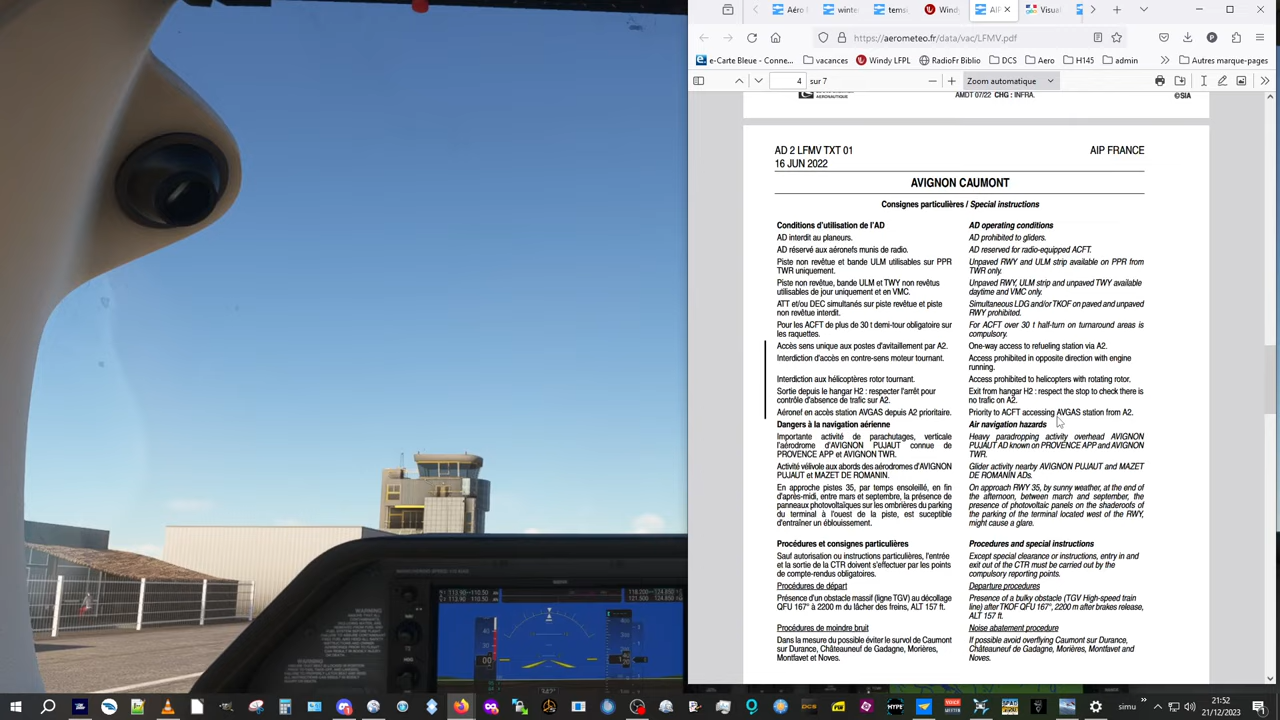 Aéro
winter
temsi
Windy
Visual
https://aerometeo.fr/data/vac/LFMV.pdf
e-Carte Bleue - Conne...
vacances
Windy LFPL
RadioFr Biblio
DCS
Aero
H145
admin
Autres marque-pages
4 sur 7
Zoom automatique
AÉRONAUTIQUE
AMDT 07/22 CHG : INFRA.
©SIA
AD 2 LFMV TXT 01
AIP FRANCE
16 JUN 2022
AVIGNON CAUMONT
Consignes particulières / Special instructions
Conditions d'utilisation de l'AD
AD interdit au planeurs.
AD réservé aux aéronefs munis de radio.
Piste non revêtue et bande ULM utilisables sur PPR
TWR uniquement.
Piste non revêtue, bande ULM et TWY non revêtus
utilisables de jour uniquement et en VMC.
ATT et/ou DEC simultanés sur piste revêtue et piste
non revêtue interdit.
Pour les ACFT de plus de 30 t demi-tour obligatoire sur
les raquettes.
Accès sens unique aux postes d'avitaillement par A2.
Interdiction d'accès en contre-sens moteur tournant.
Interdiction aux hélicoptères rotor tournant.
Sortie depuis le hangar H2 : respecter l'arrêt pour
contrôle d'absence de trafic sur A2.
Aéronef en accès station AVGAS depuis A2 prioritaire.
Dangers à la navigation aérienne
Importante activité de parachutages, verticale
l'aérodrome d'AVIGNON PUJAUT connue de
PROVENCE APP et AVIGNON TWR.
Activité vélivole aux abords des aérodromes d'AVIGNON
PUJAUT et MAZET DE ROMANIN.
En approche pistes 35, par temps ensoleillé, en fin
d'après-midi, entre mars et septembre, la présence de
panneaux photovoltaïques sur les ombrières du parking
du terminal à l'ouest de la piste, est suceptible
d'entraîner un éblouissement.
Procédures et consignes particulières
Sauf autorisation ou instructions particulières, l'entrée
et la sortie de la CTR doivent s'effectuer par les points
de compte-rendus obligatoires.
Procédures de départ
Présence d'un obstacle massif (ligne TGV) au décollage
QFU 167° à 2200 m du lâcher des freins, ALT 157 ft.
Procédures de moindre bruit
Dans la mesure du possible éviter le survol de Caumont
sur Durance, Châteauneuf de Gadagne, Morières,
Montfavet et Noves.
AD operating conditions
AD prohibited to gliders.
AD reserved for radio-equipped ACFT.
Unpaved RWY and ULM strip available on PPR from
TWR only.
Unpaved RWY, ULM strip and unpaved TWY available
daytime and VMC only.
Simultaneous LDG and/or TKOF on paved and unpaved
RWY prohibited.
For ACFT over 30 t half-turn on turnaround areas is
compulsory.
One-way access to refueling station via A2.
Access prohibited in opposite direction with engine
running.
Access prohibited to helicopters with rotating rotor.
Exit from hangar H2 : respect the stop to check there is
no trafic on A2.
Priority to ACFT accessing AVGAS station from A2.
Air navigation hazards
Heavy paradropping activity overhead AVIGNON
PUJAUT AD known on PROVENCE APP and AVIGNON
TWR.
Glider activity nearby AVIGNON PUJAUT and MAZET
DE ROMANIN ADs.
On approach RWY 35, by sunny weather, at the end of
the afternoon, between march and september, the
presence of photovoltaic panels on the shaderoofs of
the parking of the terminal located west of the RWY,
might cause a glare.
Procedures and special instructions
Except special clearance or instructions, entry in and
exit out of the CTR must be carried out by the
compulsory reporting points.
Departure procedures
Presence of a bulky obstacle (TGV High-speed train
line) after TKOF QFU 167°, 2200 m after brakes release,
ALT 157 ft.
Noise abatement procedure
If possible avoid overflying Caumont sur Durance,
Châteauneuf de Gadagne, Morières, Montfavet and
Noves.
WARNING
WARNING
simu
21:52
21/12/2023